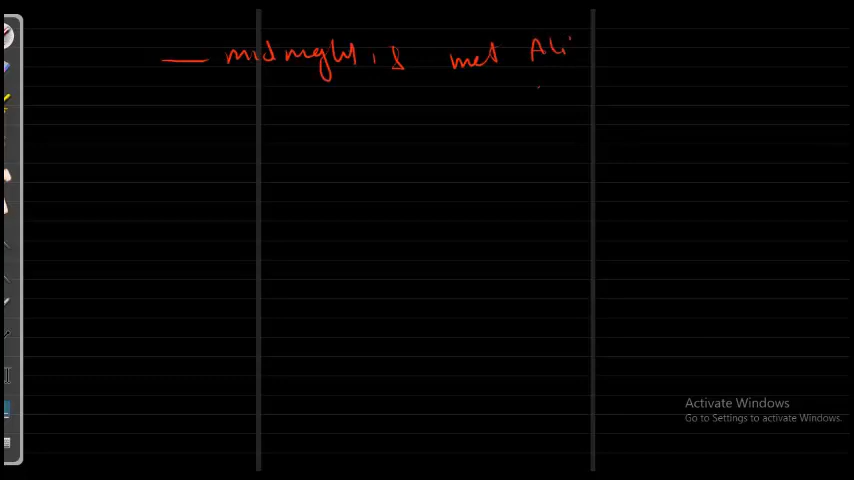 — midnight, I met Ali
Activate Windows
Go to Settings to activate Windows.